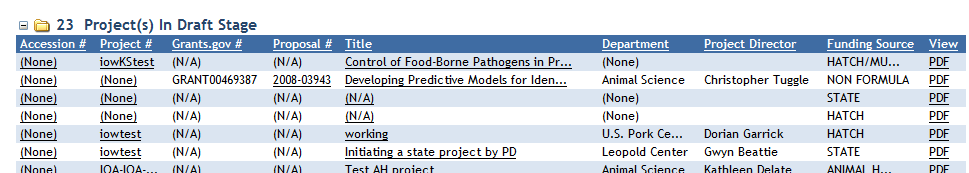 23 Project(s) In Draft Stage
Accession # Project # Grants.gov # Proposal # Title Department Project Director Funding Source View
(None) iowKStest (N/A) (N/A) Control of Food-Borne Pathogens in Pr... (None) HATCH/MU... PDF
(None) (None) GRANT00469387 2008-03943 Developing Predictive Models for Iden... Animal Science Christopher Tuggle NON FORMULA PDF
(None) (None) (N/A) (N/A) (N/A) (None) STATE PDF
(None) (None) (N/A) (N/A) (N/A) (None) HATCH PDF
(None) iowtest (N/A) (N/A) working U.S. Pork Ce... Dorian Garrick HATCH PDF
(None) iowtest (N/A) (N/A) Initiating a state project by PD Leopold Center Gwyn Beattie STATE PDF
(None) IOA-IOA-... (N/A) (N/A) Test AH project Animal Science Kathleen Delate ANIMAL H... PDF